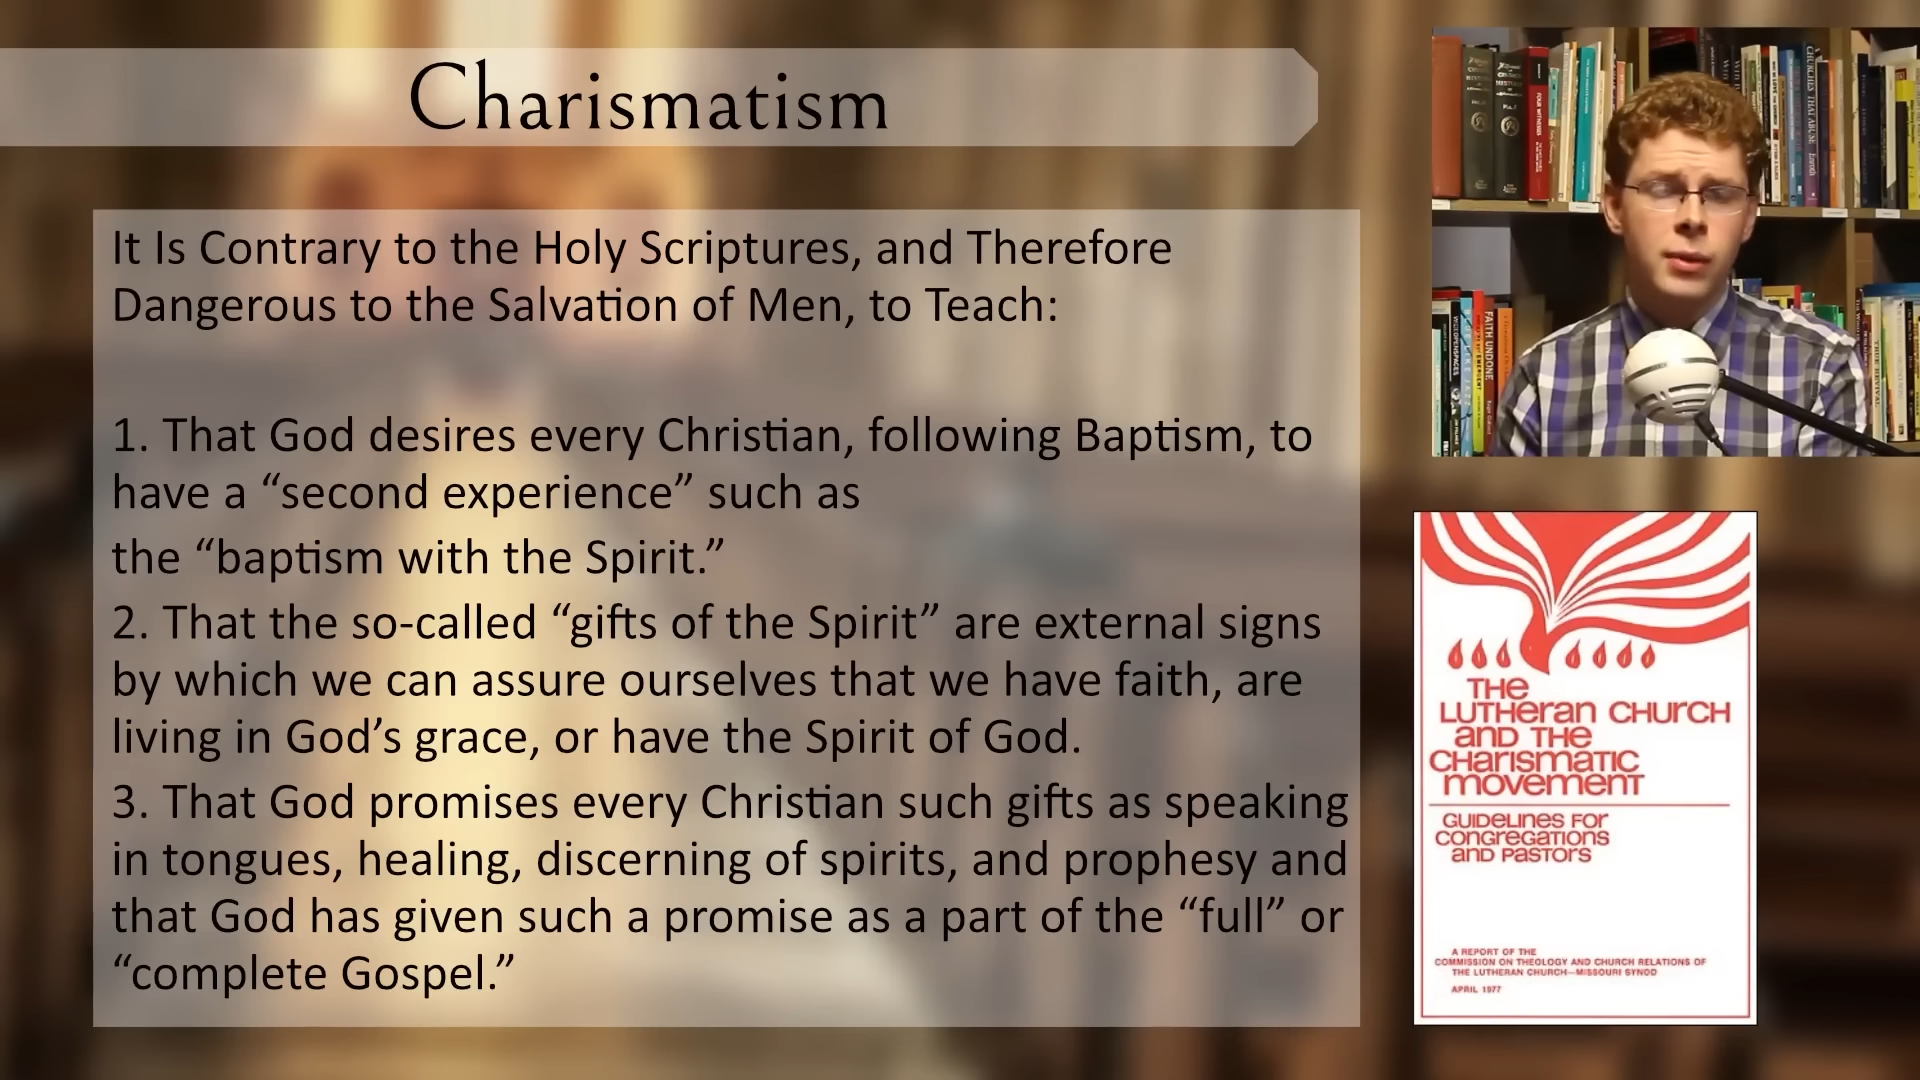 Charismatism
It Is Contrary to the Holy Scriptures, and Therefore
Dangerous to the Salvation of Men, to Teach:
1. That God desires every Christian, following Baptism, to
have a “second experience” such as
the “baptism with the Spirit.”
2. That the so-called “gifts of the Spirit” are external signs
by which we can assure ourselves that we have faith, are
living in God’s grace, or have the Spirit of God.
3. That God promises every Christian such gifts as speaking
in tongues, healing, discerning of spirits, and prophesy and
that God has given such a promise as a part of the “full” or
“complete Gospel.”
CHURCHES THAT ABUSE
FAITH UNDONE
THE
LUTHERAN CHURCH
AND THE
CHARISMATIC
MOVEMENT
GUIDELINES FOR
CONGREGATIONS
AND PASTORS
A REPORT OF THE
COMMISSION ON THEOLOGY AND CHURCH RELATIONS OF
THE LUTHERAN CHURCH—MISSOURI SYNOD
APRIL 1977